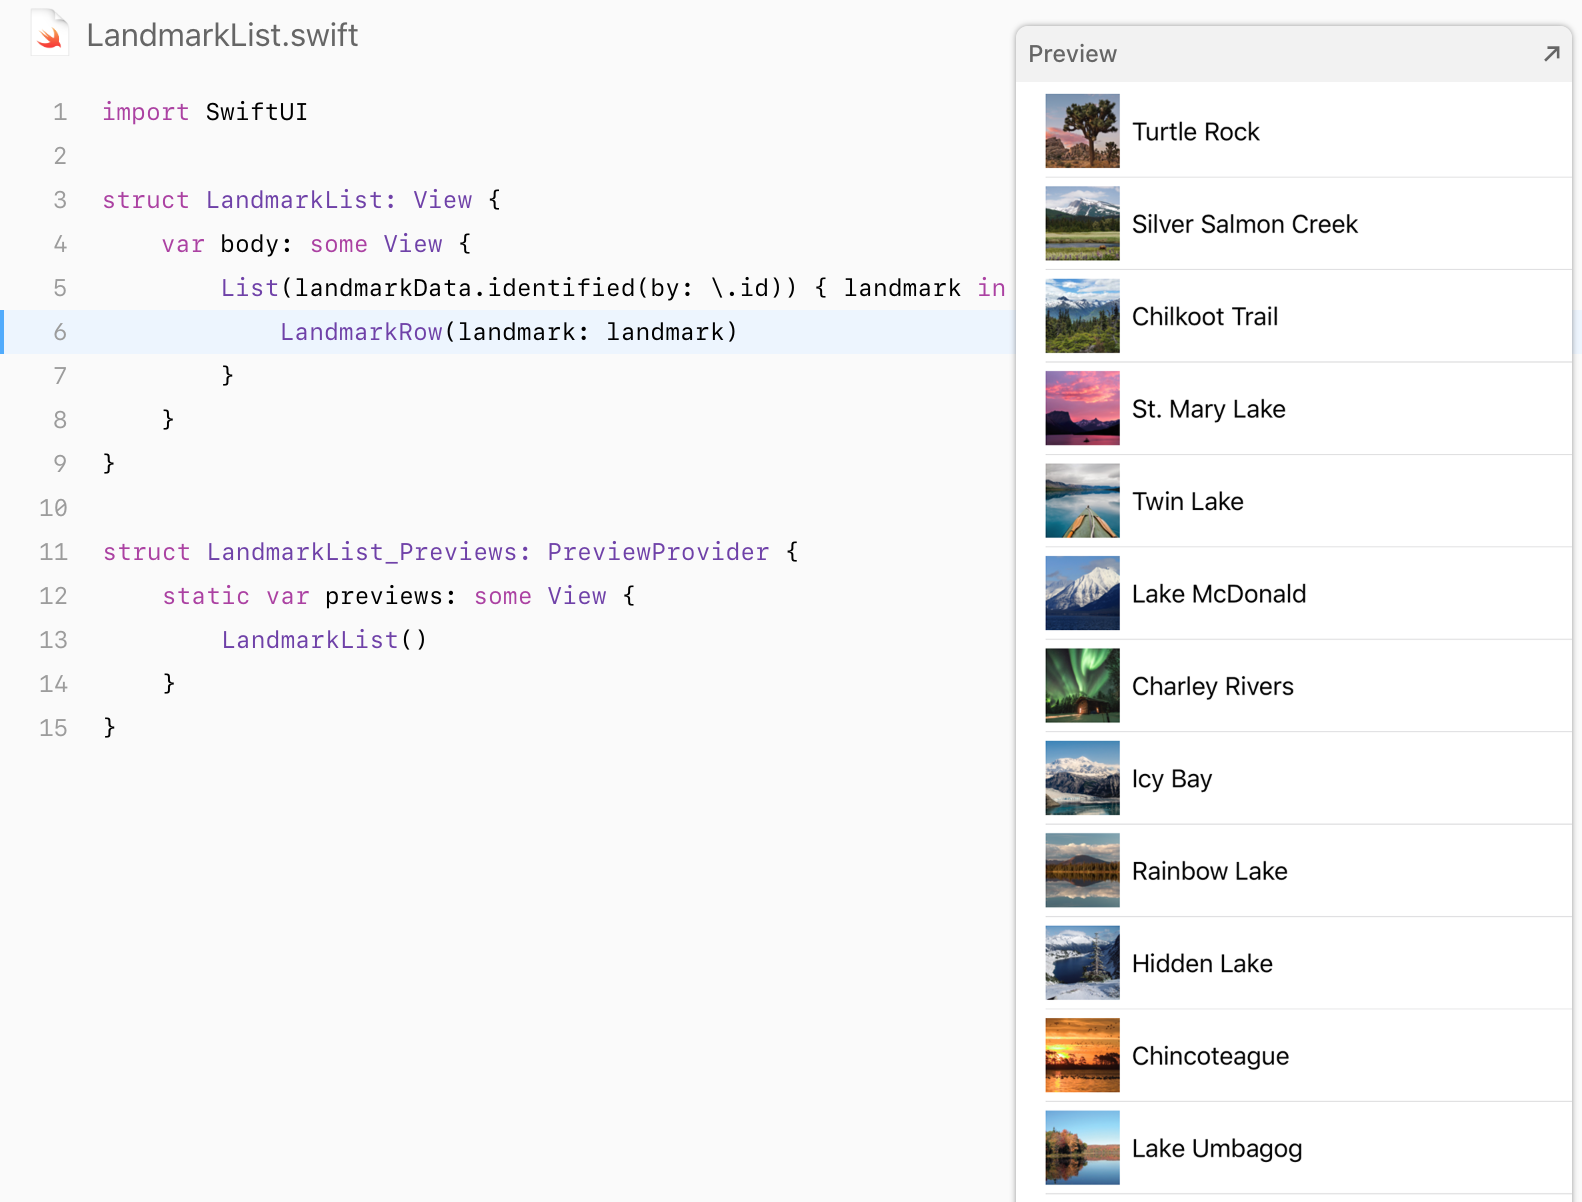 LandmarkList.swift
1 import SwiftUI
2
3 struct LandmarkList: View {
4     var body: some View {
5         List(landmarkData.identified(by: \.id)) { landmark in
6             LandmarkRow(landmark: landmark)
7         }
8     }
9 }
10
11 struct LandmarkList_Previews: PreviewProvider {
12     static var previews: some View {
13         LandmarkList()
14     }
15 }
Preview
Turtle Rock
Silver Salmon Creek
Chilkoot Trail
St. Mary Lake
Twin Lake
Lake McDonald
Charley Rivers
Icy Bay
Rainbow Lake
Hidden Lake
Chincoteague
Lake Umbagog